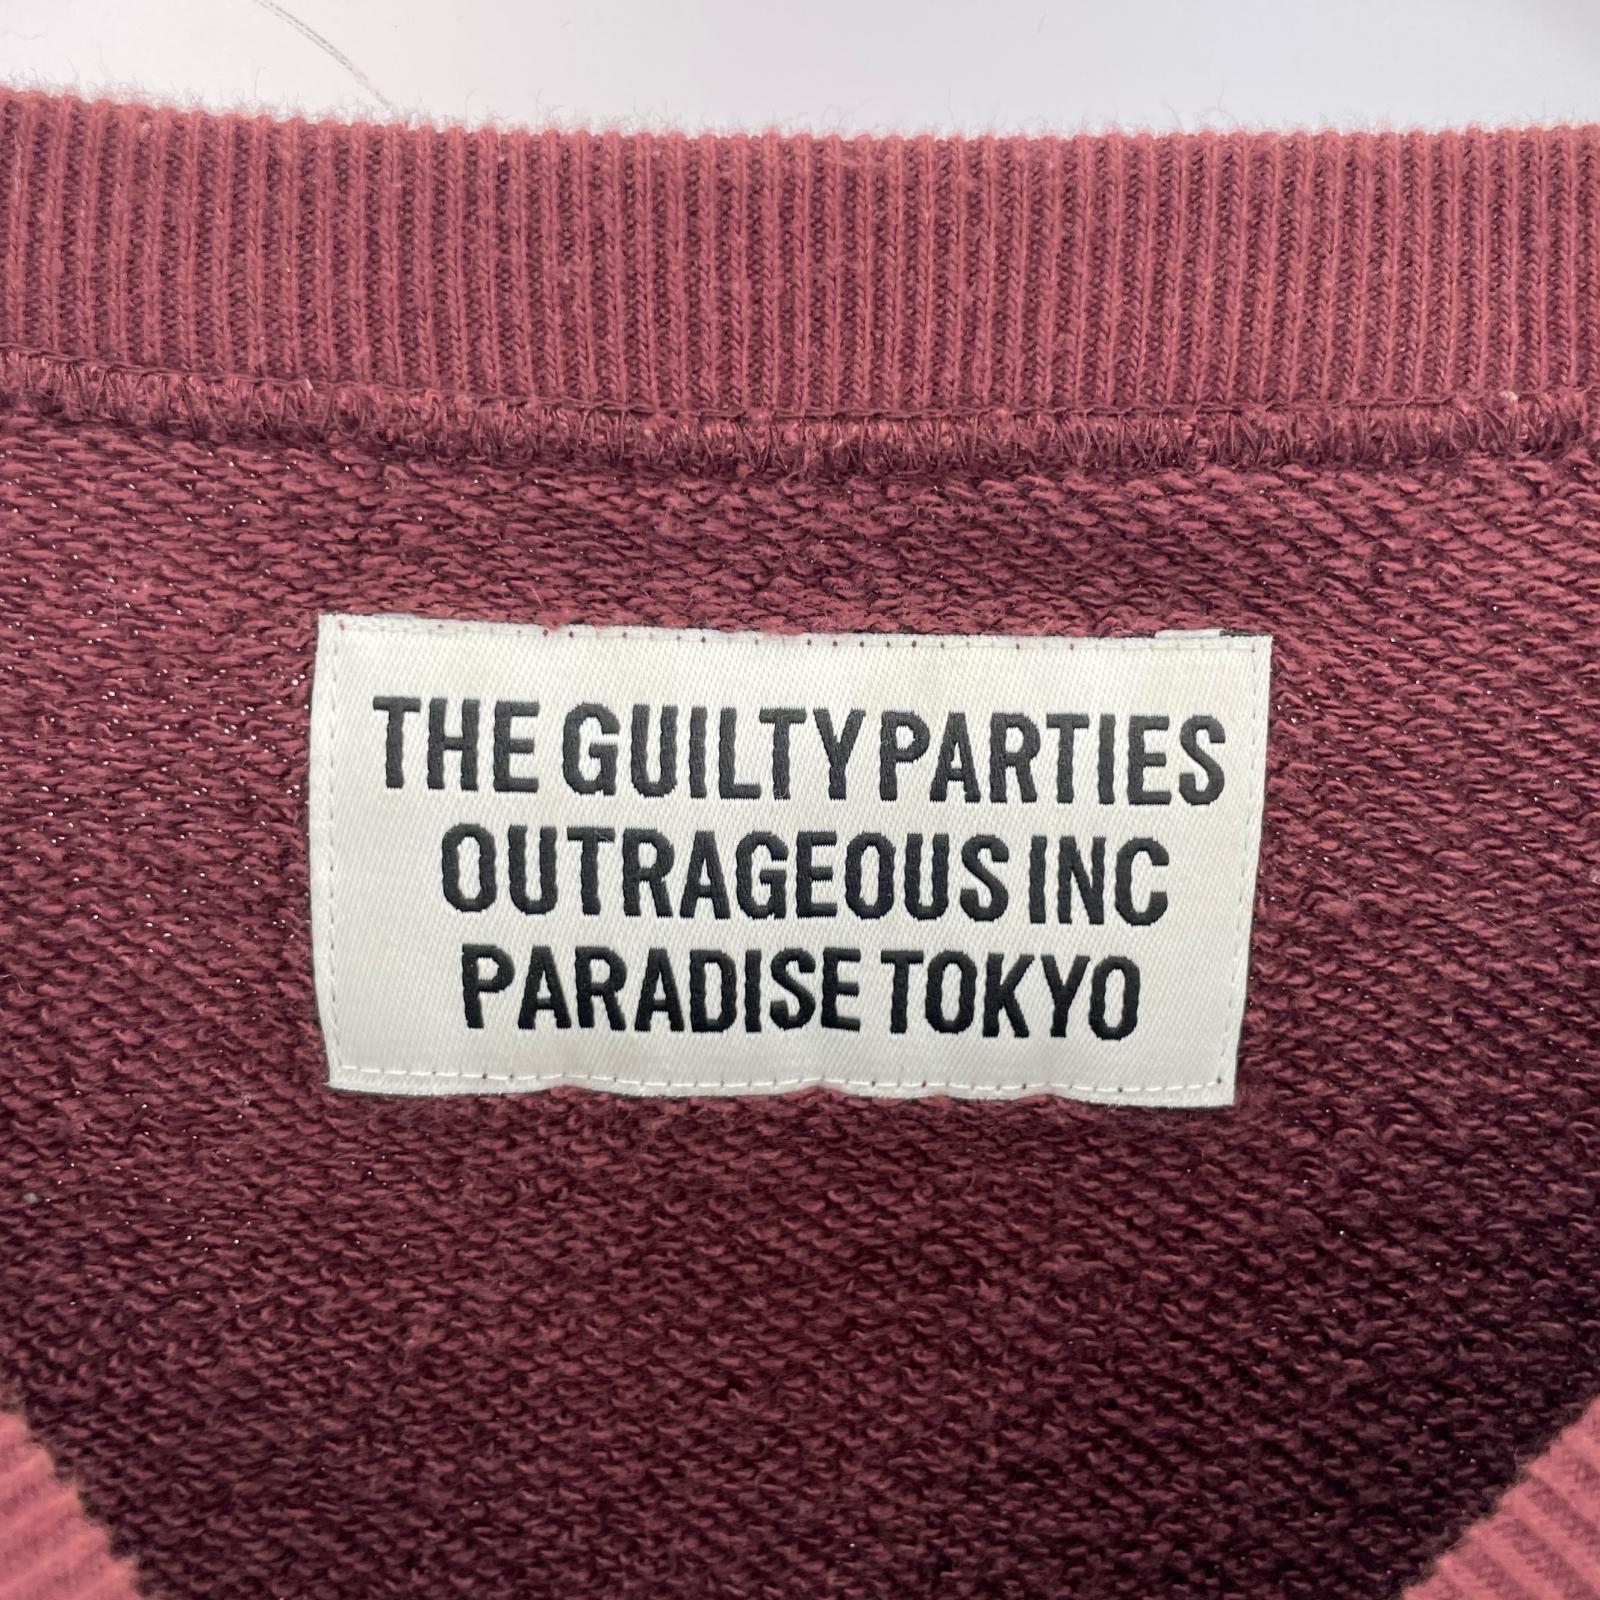 THE GUILTY PARTIES
OUTRAGEOUS INC
PARADISE TOKYO